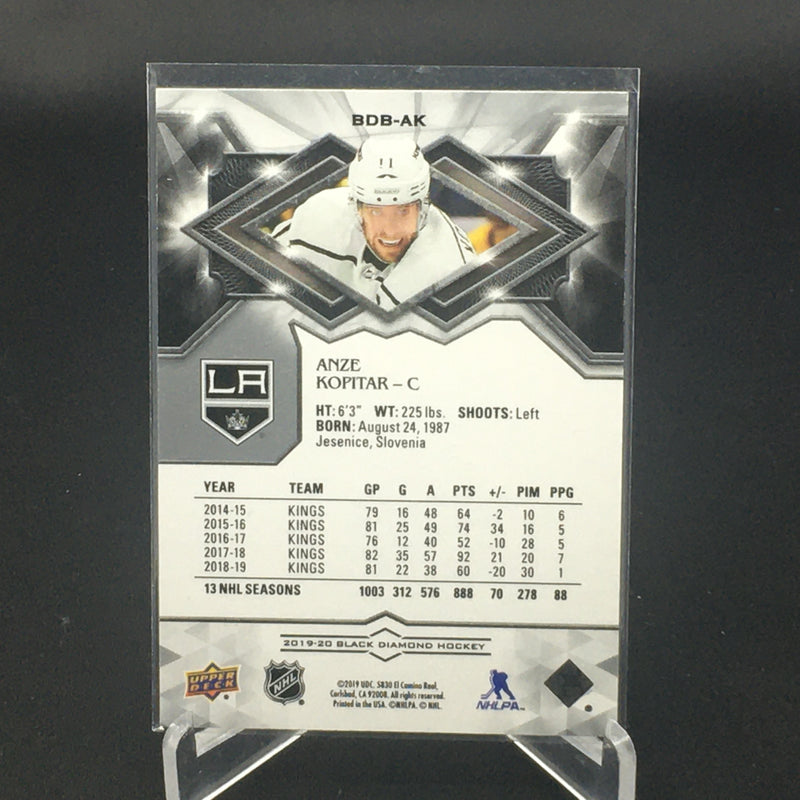 BDB-AK
11
LA
ANZE
KOPITAR – C
HT: 6'3" WT: 225 lbs. SHOOTS: Left
BORN: August 24, 1987
Jesenice, Slovenia
YEAR TEAM GP G A PTS +/- PIM PPG
2014-15 KINGS 79 16 48 64 -2 10 6
2015-16 KINGS 81 25 49 74 34 16 5
2016-17 KINGS 76 12 40 52 -10 28 5
2017-18 KINGS 82 35 57 92 21 20 7
2018-19 KINGS 81 22 38 60 -20 30 1
13 NHL SEASONS 1003 312 576 888 70 278 88
2019-20 BLACK DIAMOND HOCKEY
UPPER DECK
NHL
©2019 UDC. 5830 El Camino Real,
Carlsbad, CA 92008. All rights reserved.
Printed in the USA. ©NHLPA. © NHL.
NHLPA